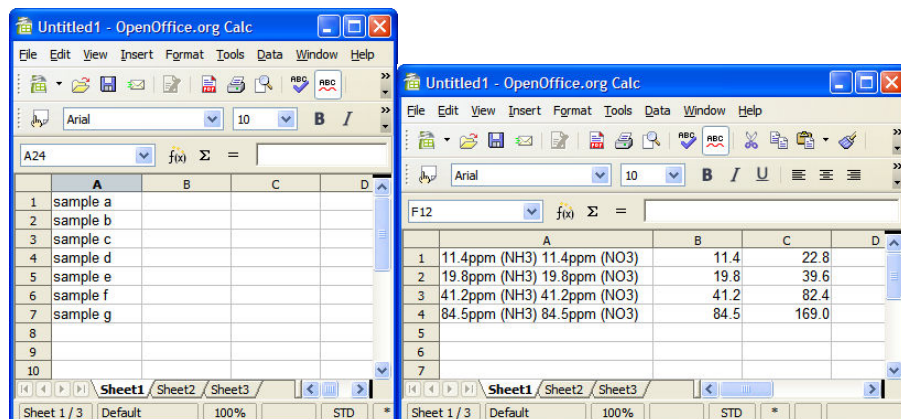 Untitled1 - OpenOffice.org Calc
File Edit View Insert Format Tools Data Window Help
ABC ABC
Arial 10 B I
A24 f(x) Σ =
A B C D
1 sample a
2 sample b
3 sample c
4 sample d
5 sample e
6 sample f
7 sample g
8
9
10
Sheet1 Sheet2 Sheet3
Sheet 1 / 3 Default 100% STD *
Untitled1 - OpenOffice.org Calc
File Edit View Insert Format Tools Data Window Help
ABC ABC
Arial 10 B I U
F12 f(x) Σ =
A B C D
1 11.4ppm (NH3) 11.4ppm (NO3) 11.4 22.8
2 19.8ppm (NH3) 19.8ppm (NO3) 19.8 39.6
3 41.2ppm (NH3) 41.2ppm (NO3) 41.2 82.4
4 84.5ppm (NH3) 84.5ppm (NO3) 84.5 169.0
5
6
7
Sheet1 Sheet2 Sheet3
Sheet 1 / 3 Default 100% STD *